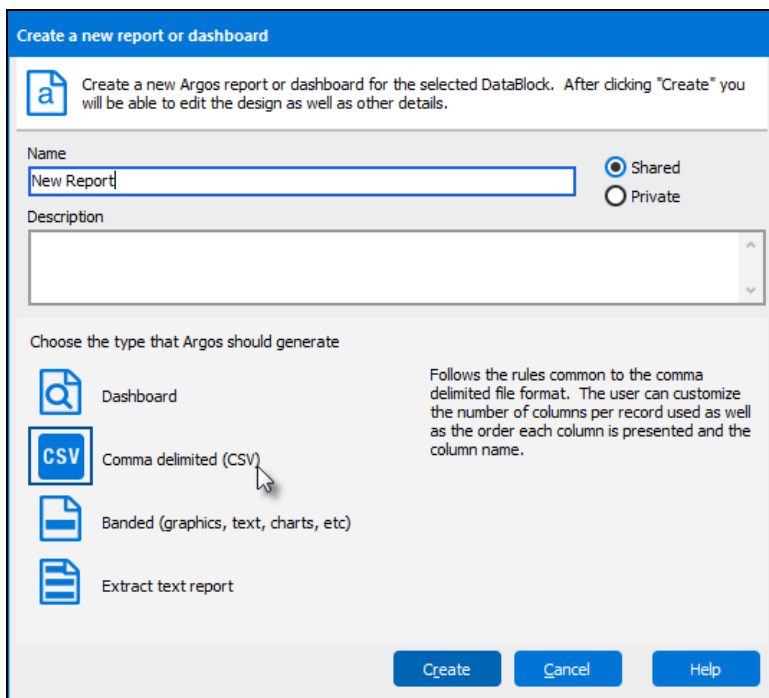 Create a new report or dashboard
a
Create a new Argos report or dashboard for the selected DataBlock.  After clicking "Create" you
will be able to edit the design as well as other details.
Name
New Report
Shared
Private
Description
Choose the type that Argos should generate
Dashboard
Follows the rules common to the comma
delimited file format.  The user can customize
the number of columns per record used as well
as the order each column is presented and the
column name.
CSV
Comma delimited (CSV)
Banded (graphics, text, charts, etc)
Extract text report
Create
Cancel
Help